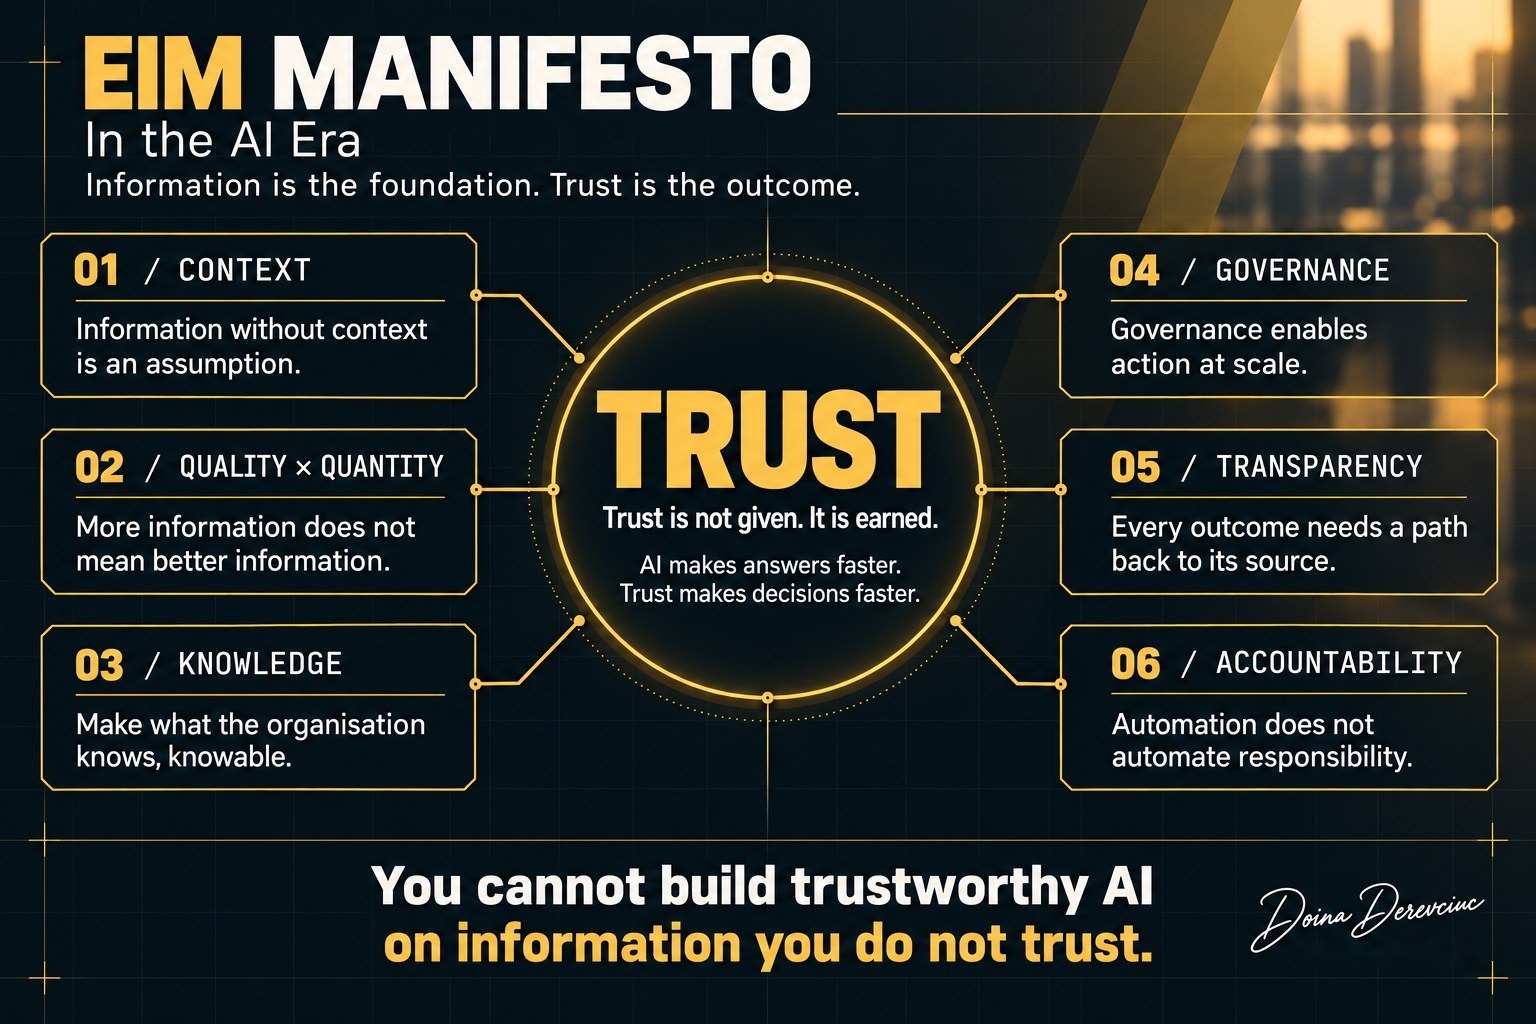 EIM MANIFESTO
In the AI Era
Information is the foundation. Trust is the outcome.
01 / CONTEXT
Information without context
is an assumption.
02 / QUALITY × QUANTITY
More information does not
mean better information.
03 / KNOWLEDGE
Make what the organisation
knows, knowable.
TRUST
Trust is not given. It is earned.
AI makes answers faster.
Trust makes decisions faster.
04 / GOVERNANCE
Governance enables
action at scale.
05 / TRANSPARENCY
Every outcome needs a path
back to its source.
06 / ACCOUNTABILITY
Automation does not
automate responsibility.
You cannot build trustworthy AI
on information you do not trust.
Doina Derevciuc